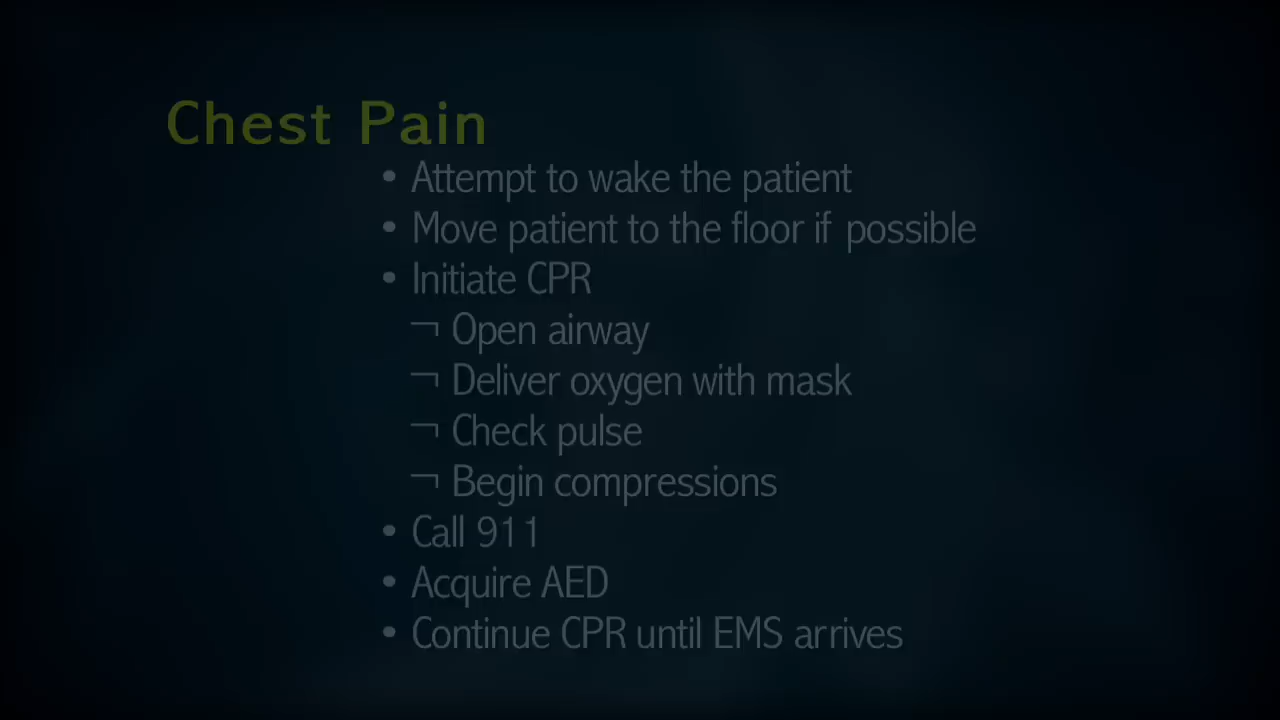 Chest Pain
• Attempt to wake the patient
• Move patient to the floor if possible
• Initiate CPR
¬ Open airway
¬ Deliver oxygen with mask
¬ Check pulse
¬ Begin compressions
• Call 911
• Acquire AED
• Continue CPR until EMS arrives